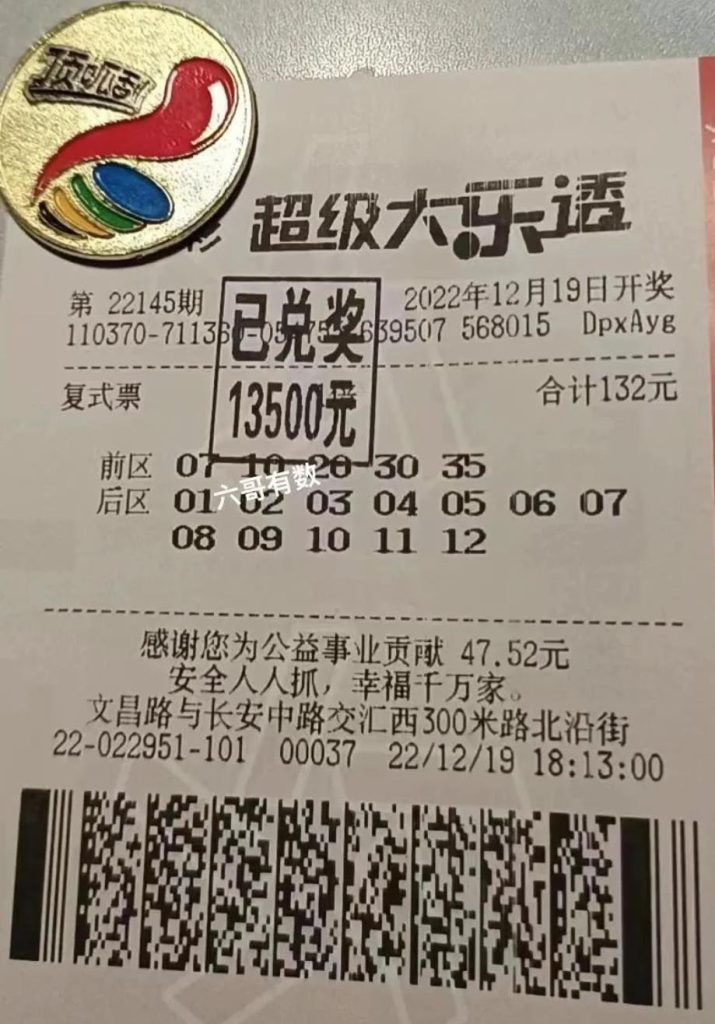 顶呱刮
超级大乐透
第 22145期 2022年12月19日开奖
568015 DpxAyg
已兑奖
13500元
复式票 合计132元
前区 07 10 20 30 35
六哥有数
后区 01 02 03 04 05 06 07
08 09 10 11 12
感谢您为公益事业贡献 47.52元
安全人人抓，幸福千万家。
文昌路与长安中路交汇西300米路北沿街
22-022951-101 00037 22/12/19 18:13:00